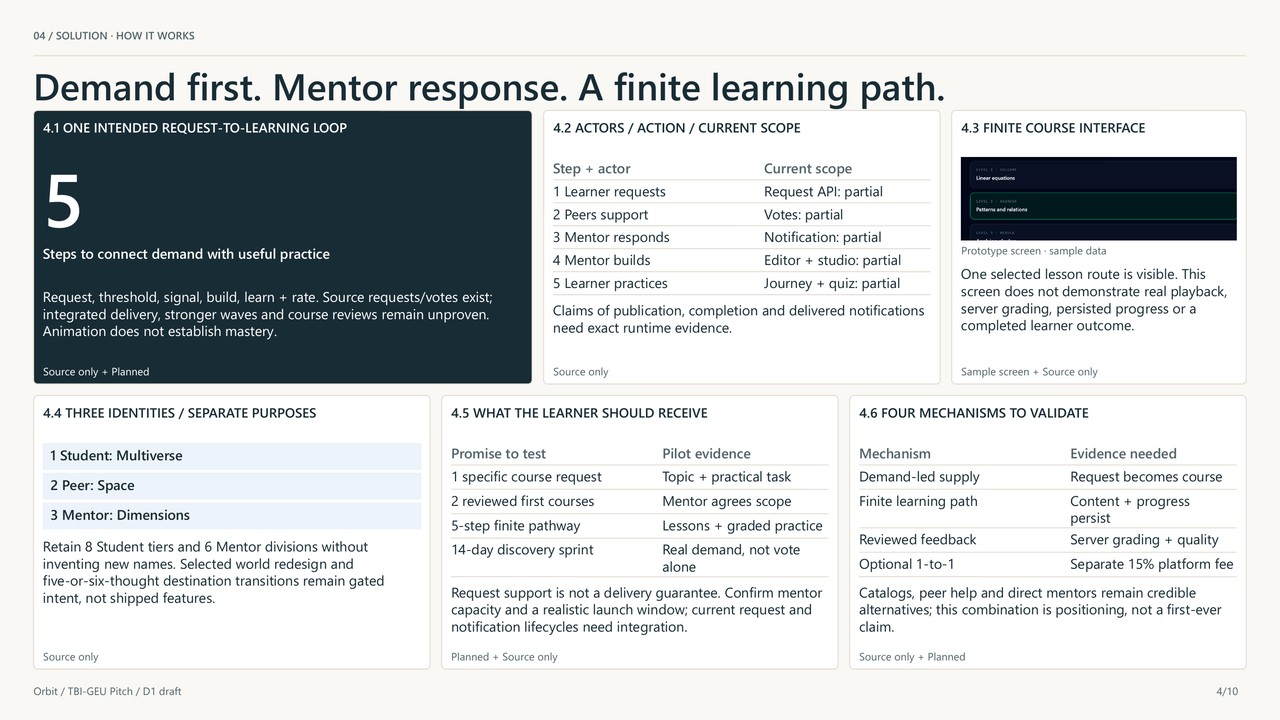 04 / SOLUTION · HOW IT WORKS
Demand first. Mentor response. A finite learning path.
4.1 ONE INTENDED REQUEST-TO-LEARNING LOOP
5
Steps to connect demand with useful practice
Request, threshold, signal, build, learn + rate. Source requests/votes exist;
integrated delivery, stronger waves and course reviews remain unproven.
Animation does not establish mastery.
Source only + Planned
4.2 ACTORS / ACTION / CURRENT SCOPE
Step + actor Current scope
1 Learner requests Request API: partial
2 Peers support Votes: partial
3 Mentor responds Notification: partial
4 Mentor builds Editor + studio: partial
5 Learner practices Journey + quiz: partial
Claims of publication, completion and delivered notifications
need exact runtime evidence.
Source only
4.3 FINITE COURSE INTERFACE
Linear equations
Patterns and relations
Prototype screen · sample data
One selected lesson route is visible. This
screen does not demonstrate real playback,
server grading, persisted progress or a
completed learner outcome.
Sample screen + Source only
4.4 THREE IDENTITIES / SEPARATE PURPOSES
1 Student: Multiverse
2 Peer: Space
3 Mentor: Dimensions
Retain 8 Student tiers and 6 Mentor divisions without
inventing new names. Selected world redesign and
five-or-six-thought destination transitions remain gated
intent, not shipped features.
Source only
4.5 WHAT THE LEARNER SHOULD RECEIVE
Promise to test Pilot evidence
1 specific course request Topic + practical task
2 reviewed first courses Mentor agrees scope
5-step finite pathway Lessons + graded practice
14-day discovery sprint Real demand, not vote
alone
Request support is not a delivery guarantee. Confirm mentor
capacity and a realistic launch window; current request and
notification lifecycles need integration.
Planned + Source only
4.6 FOUR MECHANISMS TO VALIDATE
Mechanism Evidence needed
Demand-led supply Request becomes course
Finite learning path Content + progress
persist
Reviewed feedback Server grading + quality
Optional 1-to-1 Separate 15% platform fee
Catalogs, peer help and direct mentors remain credible
alternatives; this combination is positioning, not a first-ever
claim.
Source only + Planned
Orbit / TBI-GEU Pitch / D1 draft
4/10